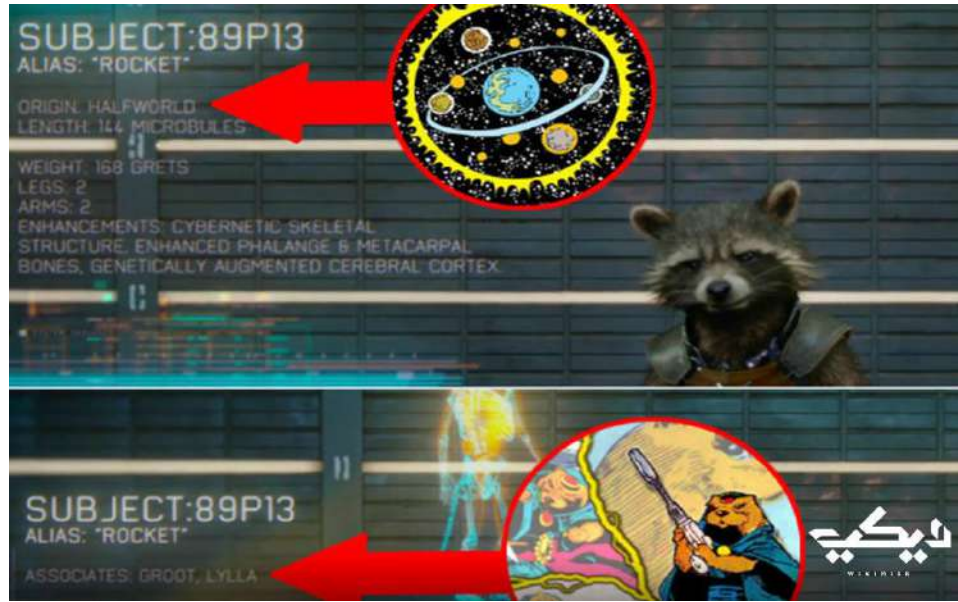 SUBJECT:89P13
ALIAS: "ROCKET"
ORIGIN: HALFWORLD
LENGTH: 144 MICROBULES
WEIGHT: 168 GRETS
LEGS: 2
ARMS: 2
ENHANCEMENTS: CYBERNETIC SKELETAL
STRUCTURE, ENHANCED PHALANGE & METACARPAL
BONES, GENETICALLY AUGMENTED CEREBRAL CORTEX
SUBJECT:89P13
ALIAS: "ROCKET"
ASSOCIATES: GROOT, LYLLA